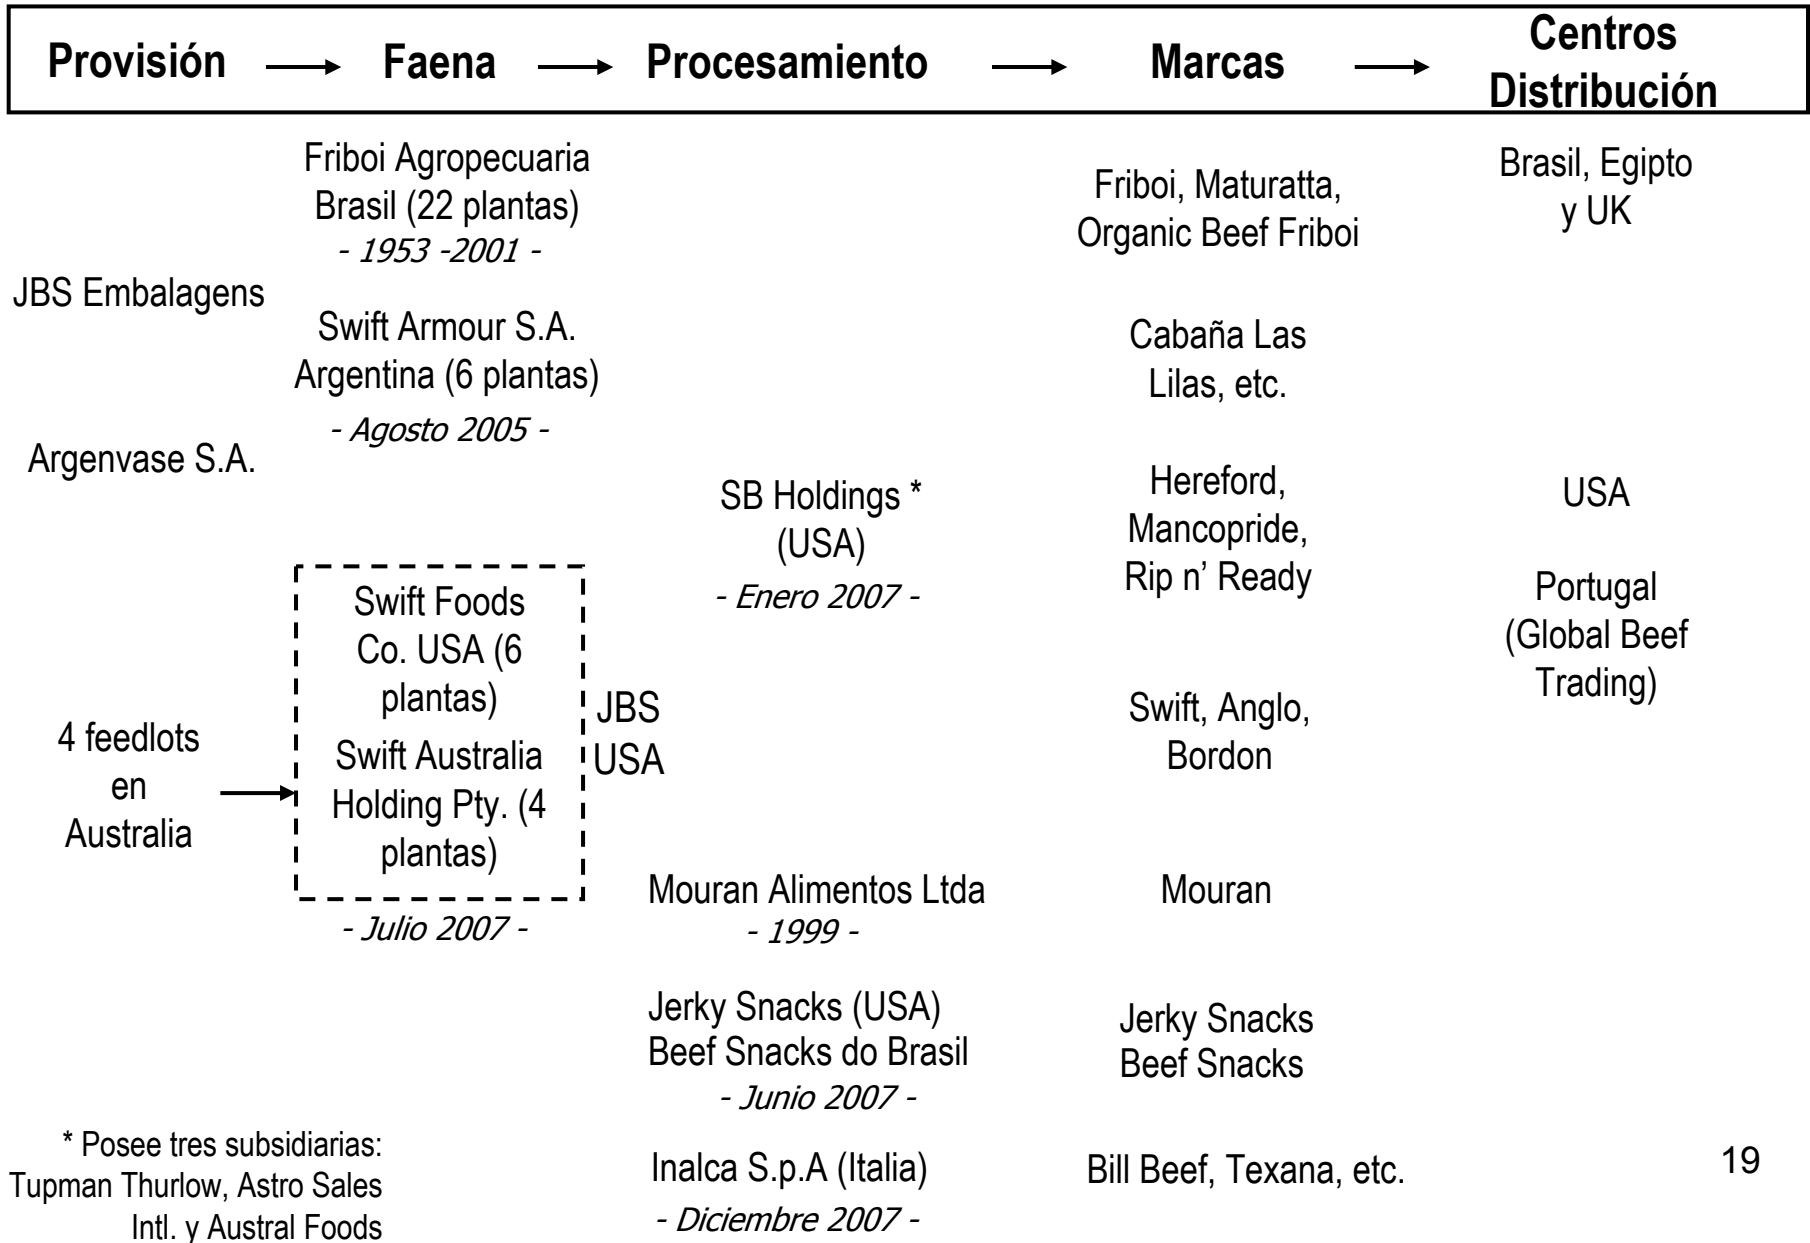 Provisión
Faena
Procesamiento
Marcas
Centros
Distribución
JBS Embalagens
Argenvase S.A.
4 feedlots
en
Australia
Friboi Agropecuaria
Brasil (22 plantas)
- 1953 -2001 -
Swift Armour S.A.
Argentina (6 plantas)
- Agosto 2005 -
Swift Foods
Co. USA (6
plantas)
Swift Australia
Holding Pty. (4
plantas)
- Julio 2007 -
JBS
USA
SB Holdings *
(USA)
- Enero 2007 -
Mouran Alimentos Ltda
- 1999 -
Jerky Snacks (USA)
Beef Snacks do Brasil
- Junio 2007 -
Inalca S.p.A (Italia)
- Diciembre 2007 -
Friboi, Maturatta,
Organic Beef Friboi
Cabaña Las
Lilas, etc.
Hereford,
Mancopride,
Rip n’ Ready
Swift, Anglo,
Bordon
Mouran
Jerky Snacks
Beef Snacks
Bill Beef, Texana, etc.
Brasil, Egipto
y UK
USA
Portugal
(Global Beef
Trading)
* Posee tres subsidiarias:
Tupman Thurlow, Astro Sales
Intl. y Austral Foods
19